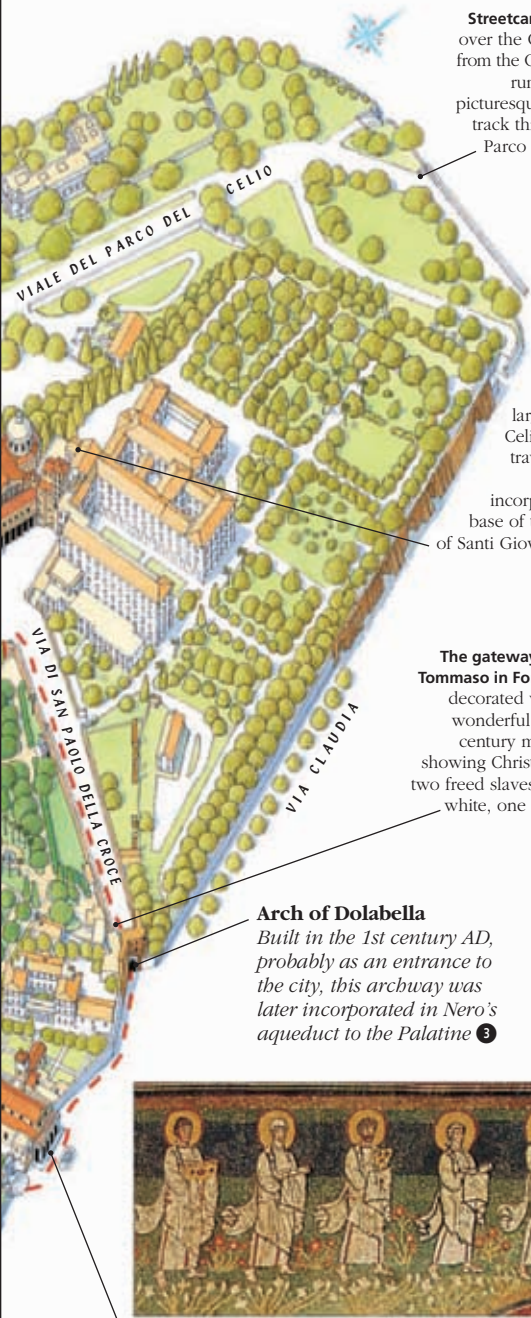 Streetcar
over the C
from the C
run
picturesqu
track th
Parco
VIALE DEL PARCO DEL CELIO
lar
Celi
trav
incorp
base of
of Santi Giov
The gateway
Tommaso in Fo
decorated
wonderful
century m
showing Christ
two freed slaves
white, one
VIA DI SAN PAOLO DELLA CROCE
VIA CLAUDIA
Arch of Dolabella
Built in the 1st century AD,
probably as an entrance to
the city, this archway was
later incorporated in Nero's
aqueduct to the Palatine 3